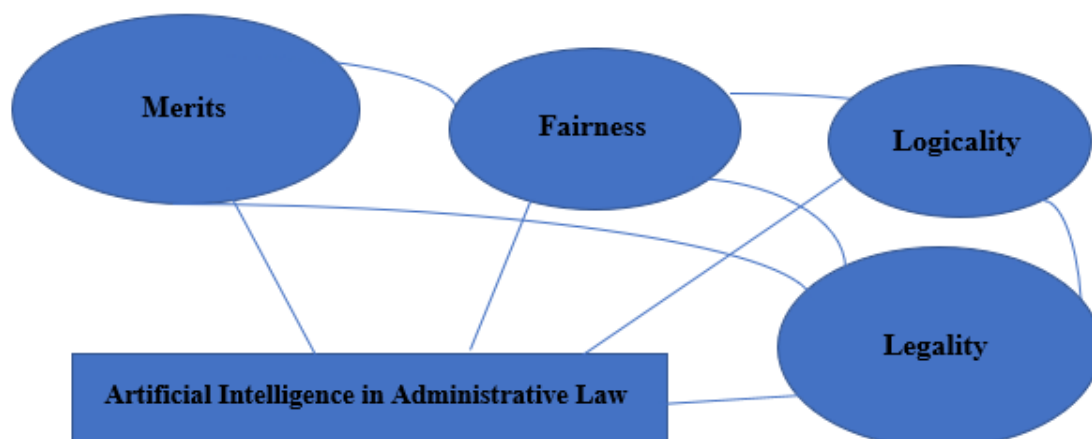 Merits
Fairness
Logicality
Legality
Artificial Intelligence in Administrative Law